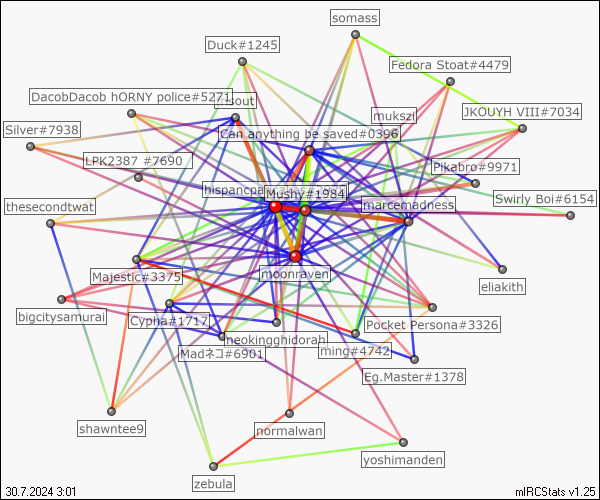 somass
Duck#1245
Fedora Stoat#4479
DacobDacob hORNY police#5271
sout
mukszi
JKOUYH VIII#7034
Silver#7938
Can anything be saved#0396
LPK2387 #7690
Pikabro#9971
hispancpa
Mushy#1984
Swirly Boi#6154
thesecondtwat
marcemadness
Majestic#3375
moonraven
eliakith
bigcitysamurai
Cypha#1717
Pocket Persona#3326
neokingghidorah
Madネコ#6901
ming#4742
Eg.Master#1378
shawntee9
normalwan
yoshimanden
zebula
30.7.2024 3:01
mIRCStats v1.25